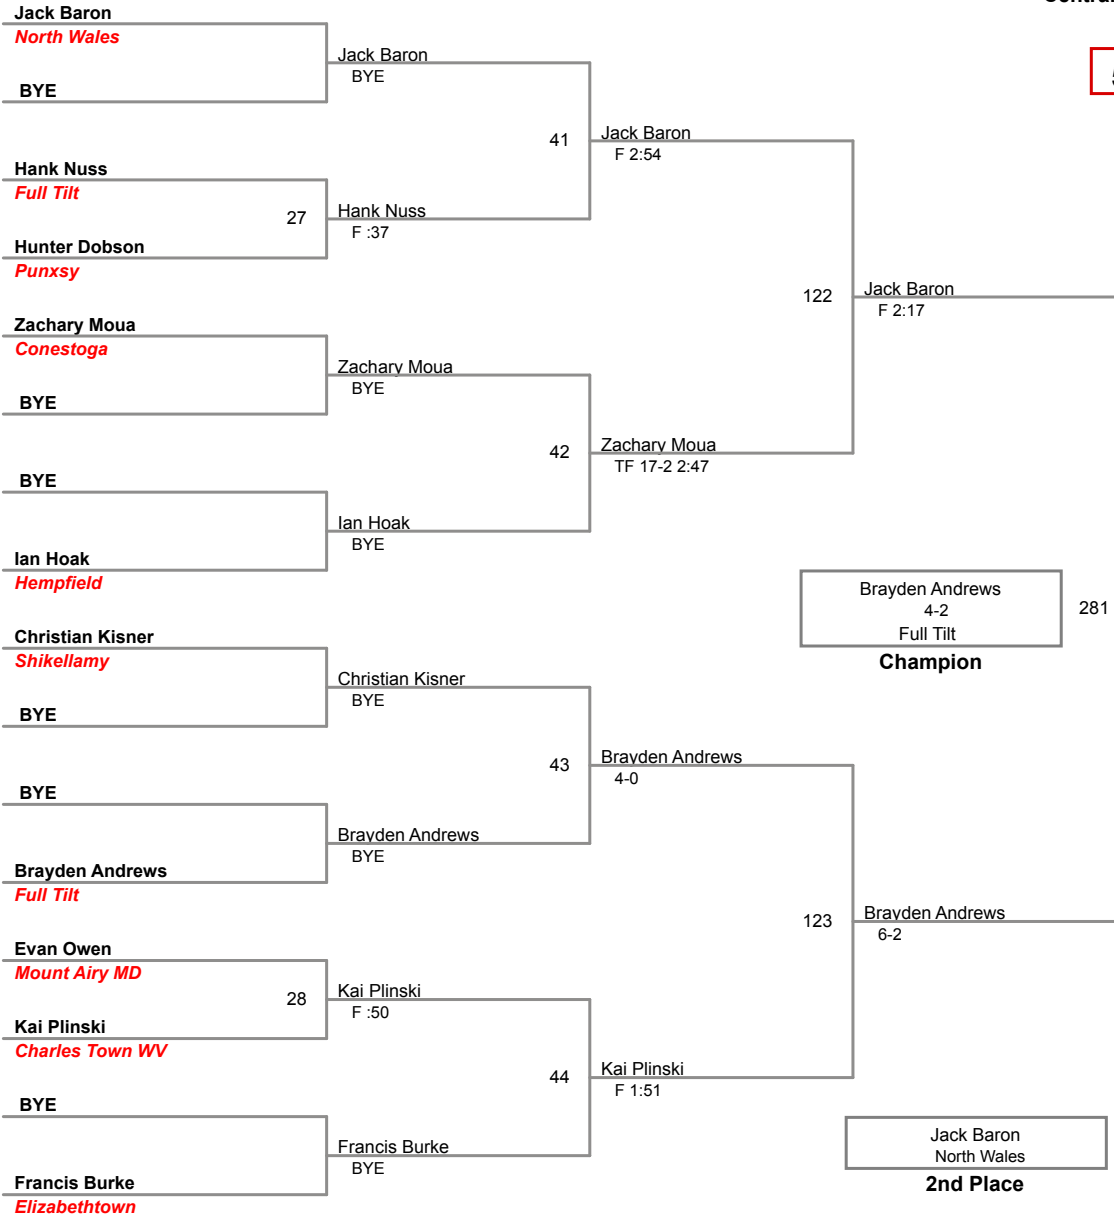 Jack Baron
North Wales
Jack Baron
BYE
BYE
41
Jack Baron
F 2:54
Hank Nuss
Full Tilt
27
Hank Nuss
F :37
Hunter Dobson
Punxsy
122
Jack Baron
F 2:17
Zachary Moua
Conestoga
Zachary Moua
BYE
BYE
42
Zachary Moua
TF 17-2 2:47
BYE
Ian Hoak
BYE
Ian Hoak
Hempfield
Brayden Andrews
4-2
Full Tilt
281
Champion
Christian Kisner
Shikellamy
Christian Kisner
BYE
BYE
43
Brayden Andrews
4-0
BYE
Brayden Andrews
BYE
Brayden Andrews
Full Tilt
123
Brayden Andrews
6-2
Evan Owen
Mount Airy MD
28
Kai Plinski
F :50
Kai Plinski
Charles Town WV
44
Kai Plinski
F 1:51
BYE
Francis Burke
BYE
Francis Burke
Elizabethtown
Jack Baron
North Wales
2nd Place